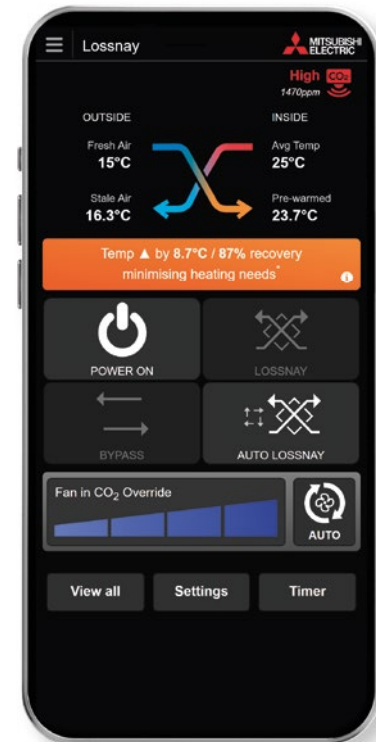 Lossnay
MITSUBISHI
ELECTRIC
High CO2
1470ppm
OUTSIDE
INSIDE
Fresh Air
15°C
Avg Temp
25°C
Stale Air
16.3°C
Pre-warmed
23.7°C
Temp ▲ by 8.7°C / 87% recovery
minimising heating needs*
i
POWER ON
LOSSNAY
BYPASS
AUTO LOSSNAY
Fan in CO₂ Override
AUTO
View all
Settings
Timer